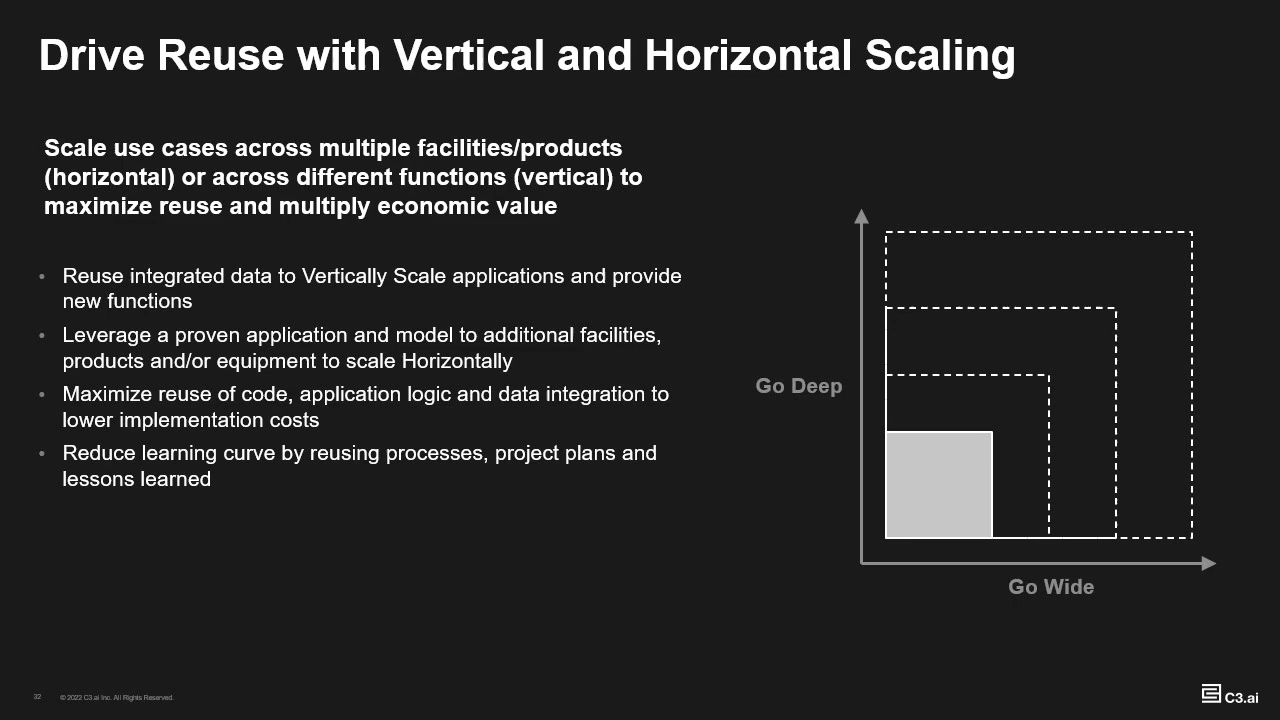 Drive Reuse with Vertical and Horizontal Scaling
Scale use cases across multiple facilities/products
(horizontal) or across different functions (vertical) to
maximize reuse and multiply economic value
• Reuse integrated data to Vertically Scale applications and provide
new functions
• Leverage a proven application and model to additional facilities,
products and/or equipment to scale Horizontally
• Maximize reuse of code, application logic and data integration to
lower implementation costs
• Reduce learning curve by reusing processes, project plans and
lessons learned
Go Deep
Go Wide
32 © 2022 C3.ai Inc. All Rights Reserved.
C3.ai